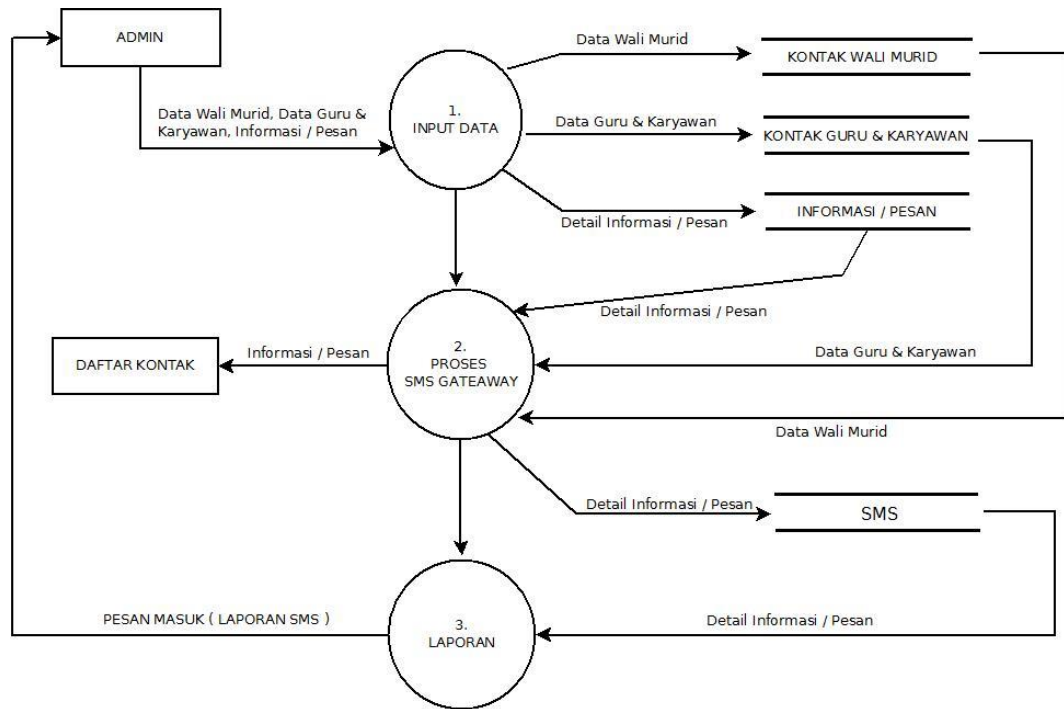 ADMIN
Data Wali Murid
KONTAK WALI MURID
Data Wali Murid, Data Guru &
Karyawan, Informasi / Pesan
1.
INPUT DATA
Data Guru & Karyawan
KONTAK GURU & KARYAWAN
Detail Informasi / Pesan
INFORMASI / PESAN
Detail Informasi / Pesan
DAFTAR KONTAK
Informasi / Pesan
2.
PROSES
SMS GATEAWAY
Data Guru & Karyawan
Data Wali Murid
Detail Informasi / Pesan
SMS
PESAN MASUK ( LAPORAN SMS )
3.
LAPORAN
Detail Informasi / Pesan